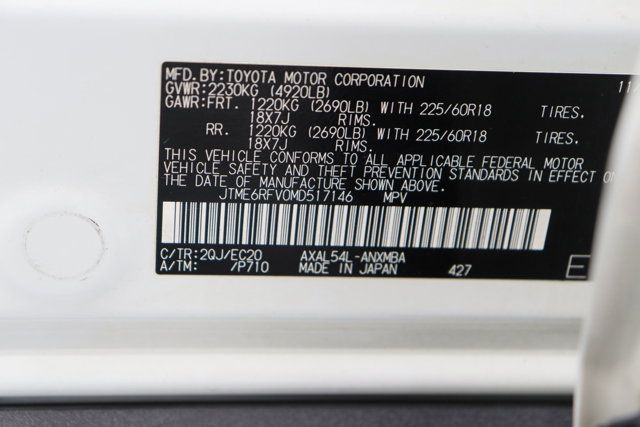 MFD.BY:TOYOTA MOTOR CORPORATION 11/
GVWR:2230KG (4920LB)
GAWR:FRT. 1220KG (2690LB) WITH 225/60R18 TIRES.
18X7J RIMS.
RR. 1220KG (2690LB) WITH 225/60R18 TIRES.
18X7J RIMS.
THIS VEHICLE CONFORMS TO ALL APPLICABLE FEDERAL MOTOR
VEHICLE SAFETY AND THEFT PREVENTION STANDARDS IN EFFECT ON
THE DATE OF MANUFACTURE SHOWN ABOVE.
JTME6RFV0MD517146 MPV
C/TR:2QJ/EC20 AXAL54L-ANXMBA
A/TM: /P710 MADE IN JAPAN 427 E